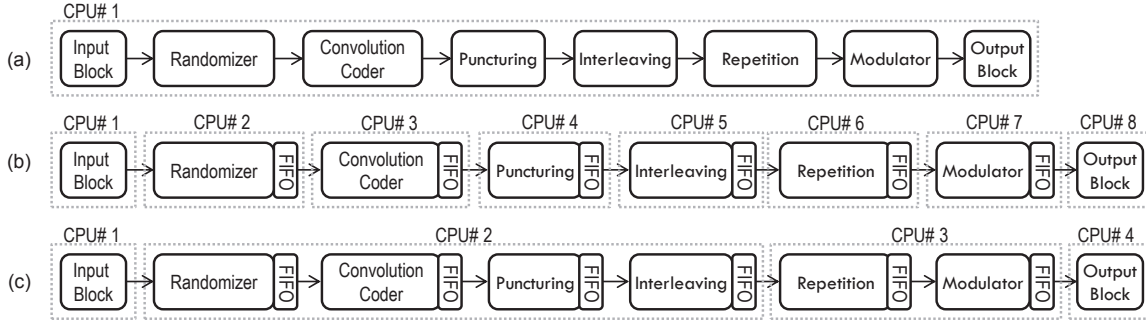 CPU# 1
(a)
Input
Block
Randomizer
Convolution
Coder
Puncturing
Interleaving
Repetition
Modulator
Output
Block
CPU# 1
CPU# 2
CPU# 3
CPU# 4
CPU# 5
CPU# 6
CPU# 7
CPU# 8
(b)
Input
Block
Randomizer
FIFO
Convolution
Coder
FIFO
Puncturing
FIFO
Interleaving
FIFO
Repetition
FIFO
Modulator
FIFO
Output
Block
CPU# 1
CPU# 2
CPU# 3
CPU# 4
(c)
Input
Block
Randomizer
FIFO
Convolution
Coder
FIFO
Puncturing
FIFO
Interleaving
FIFO
Repetition
FIFO
Modulator
FIFO
Output
Block